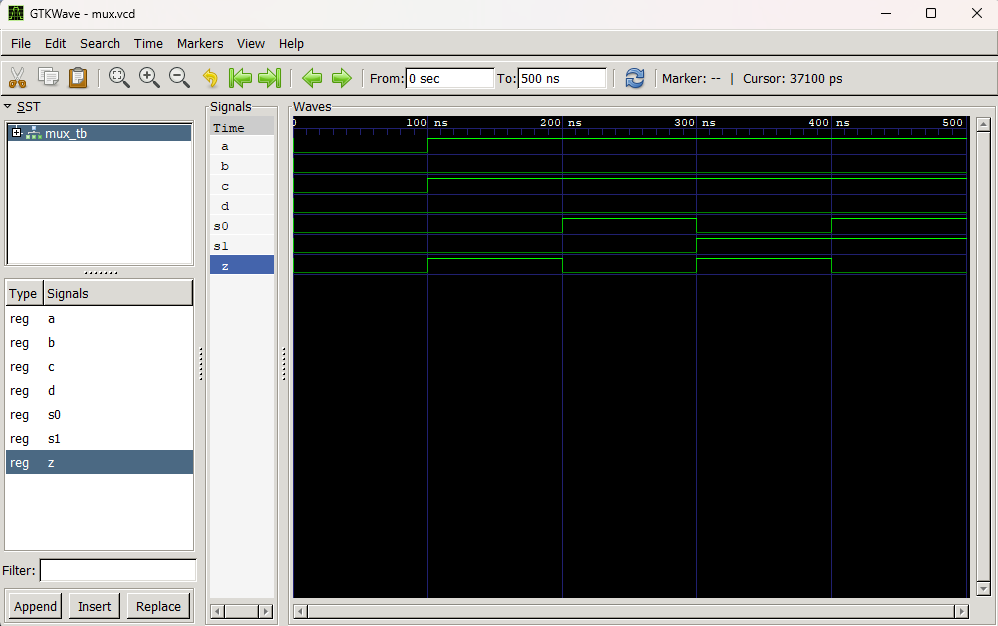 GTKWave - mux.vcd
File Edit Search Time Markers View Help
From: 0 sec To: 500 ns Marker: -- | Cursor: 37100 ps
SST
mux_tb
Type Signals
reg a
reg b
reg c
reg d
reg s0
reg s1
reg z
Filter:
Append Insert Replace
Signals
Time
a
b
c
d
s0
s1
z
Waves
0 100 ns 200 ns 300 ns 400 ns 500